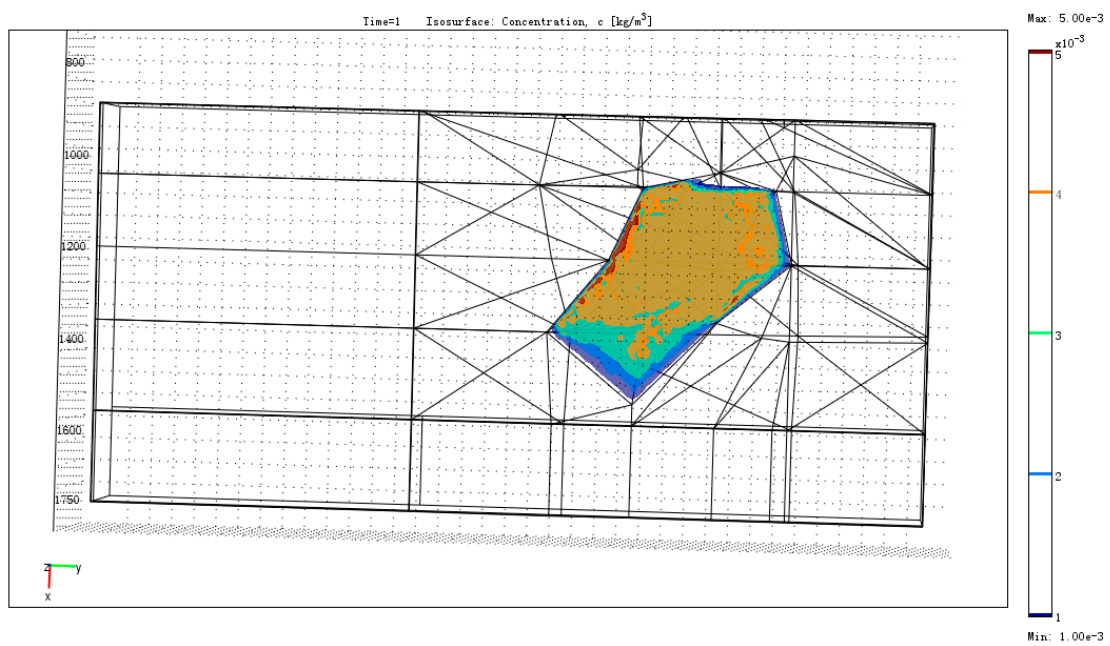 Time=1 Isosurface: Concentration, c [kg/m³]
Max: 5.00e-3
x10⁻³
5
4
3
2
1
Min: 1.00e-3
800
1000
1200
1400
1600
1750
z
y
x